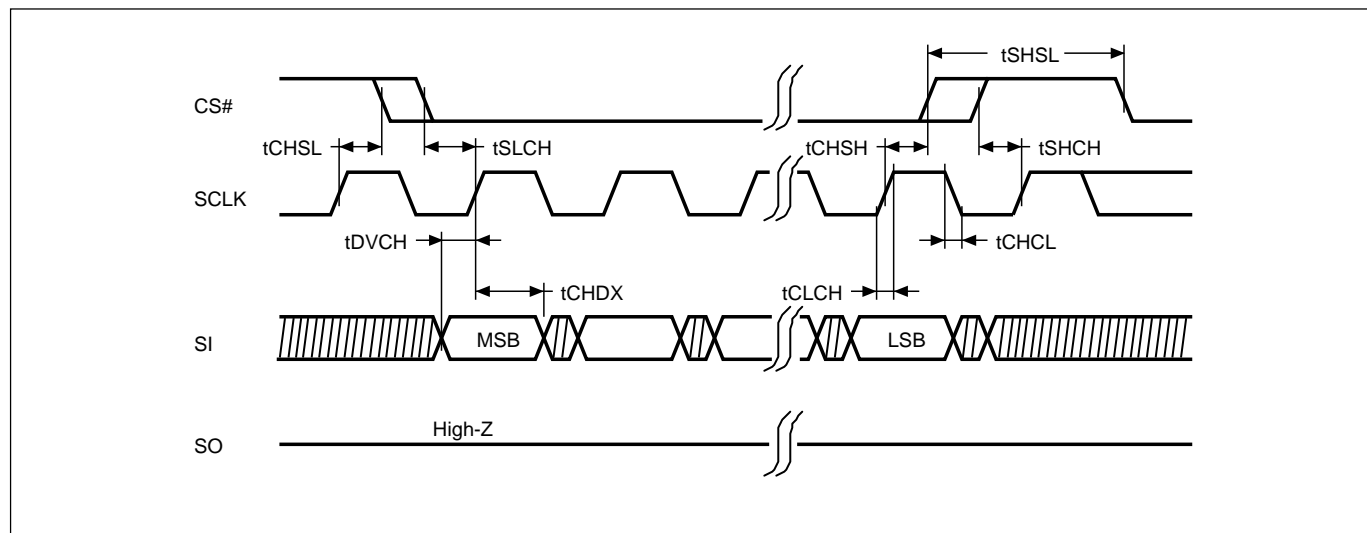 tSHSL
CS#
tCHSL
tSLCH
tCHSH
tSHCH
SCLK
tDVCH
tCHCL
tCHDX
tCLCH
SI
MSB
LSB
High-Z
SO